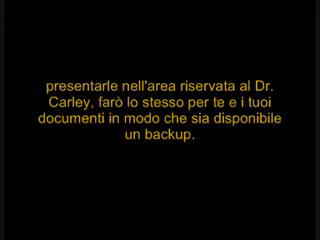 presentarle nell'area riservata al Dr.
Carley, farò lo stesso per te e i tuoi
documenti in modo che sia disponibile
un backup.